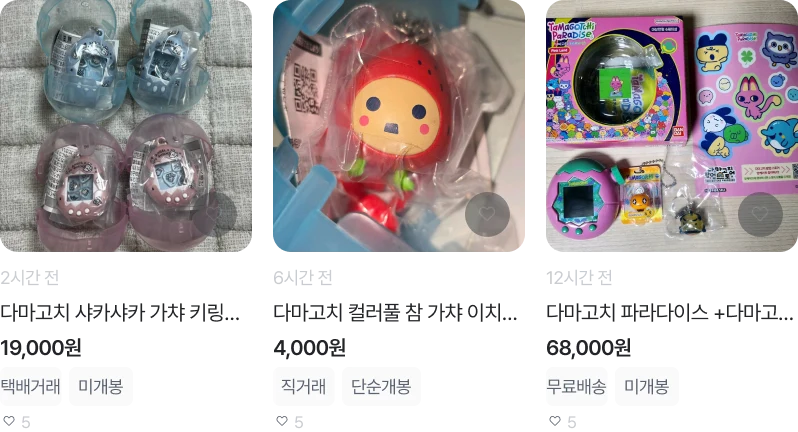 TAMAGOTCHI
PARADISE
BAN
DAI
2시간 전
다마고치 샤카샤카 가챠 키링...
19,000원
택배거래
미개봉
5
6시간 전
다마고치 컬러풀 참 가챠 이치...
4,000원
직거래
단순개봉
5
12시간 전
다마고치 파라다이스 +다마고...
68,000원
무료배송
미개봉
5